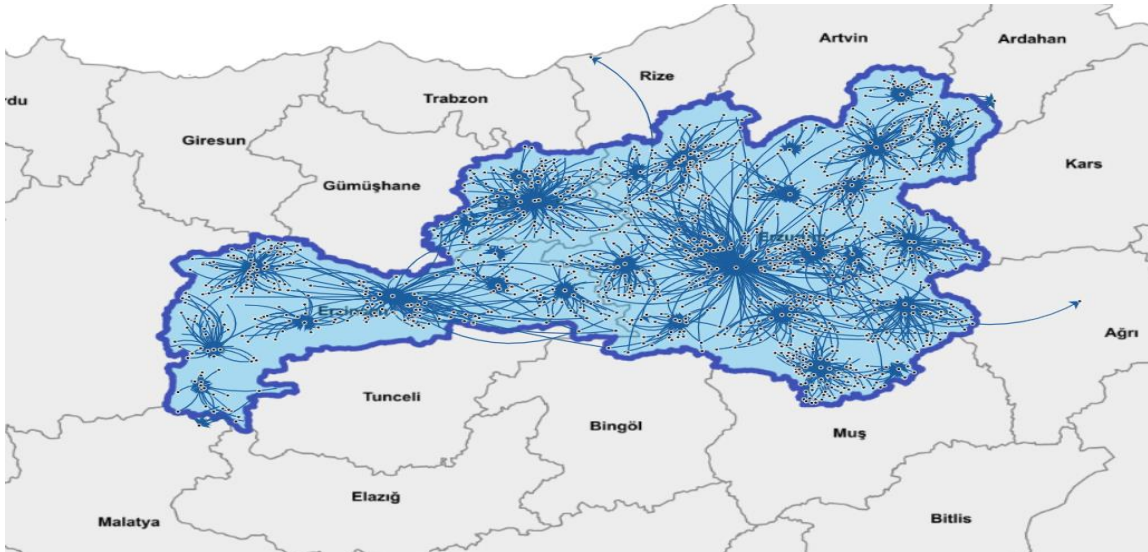 Artvin
Ardahan
Rize
rdu
Trabzon
Giresun
Kars
Gümüşhane
Ağrı
Tunceli
Bingöl
Muş
Elazığ
Malatya
Bitlis